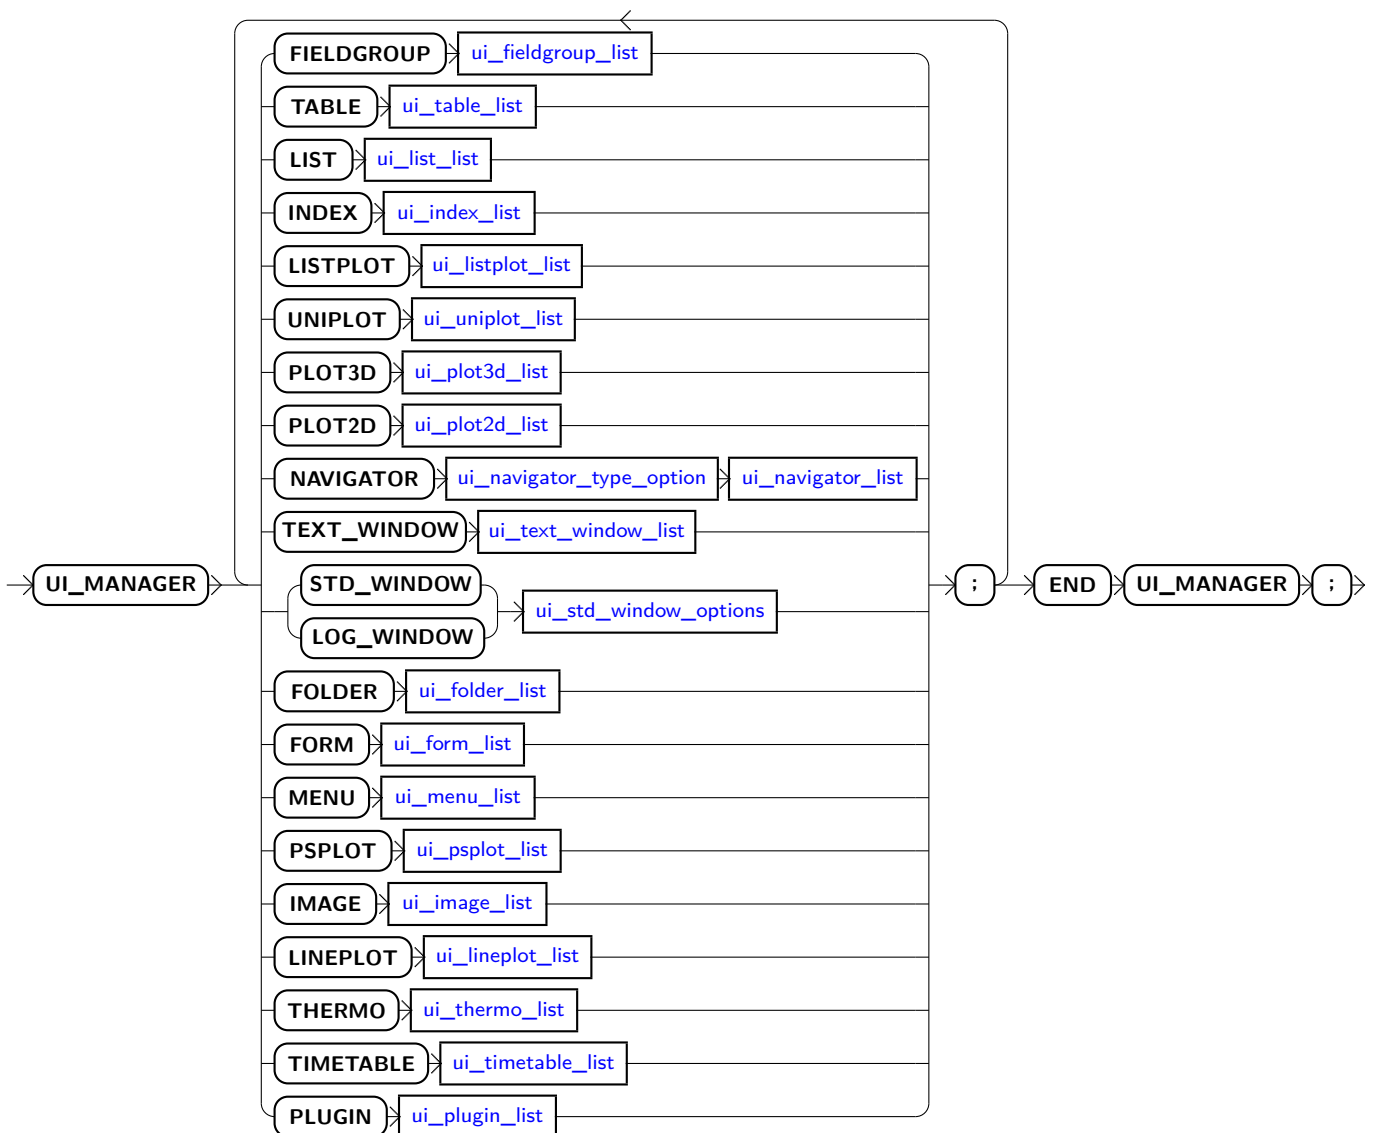 FIELDGROUP ui_fieldgroup_list
TABLE ui_table_list
LIST ui_list_list
INDEX ui_index_list
LISTPLOT ui_listplot_list
UNIPLOT ui_uniplot_list
PLOT3D ui_plot3d_list
PLOT2D ui_plot2d_list
NAVIGATOR ui_navigator_type_option ui_navigator_list
TEXT_WINDOW ui_text_window_list
UI_MANAGER STD_WINDOW ; END UI_MANAGER ;
ui_std_window_options
LOG_WINDOW
FOLDER ui_folder_list
FORM ui_form_list
MENU ui_menu_list
PSPLOT ui_psplot_list
IMAGE ui_image_list
LINEPLOT ui_lineplot_list
THERMO ui_thermo_list
TIMETABLE ui_timetable_list
PLUGIN ui_plugin_list